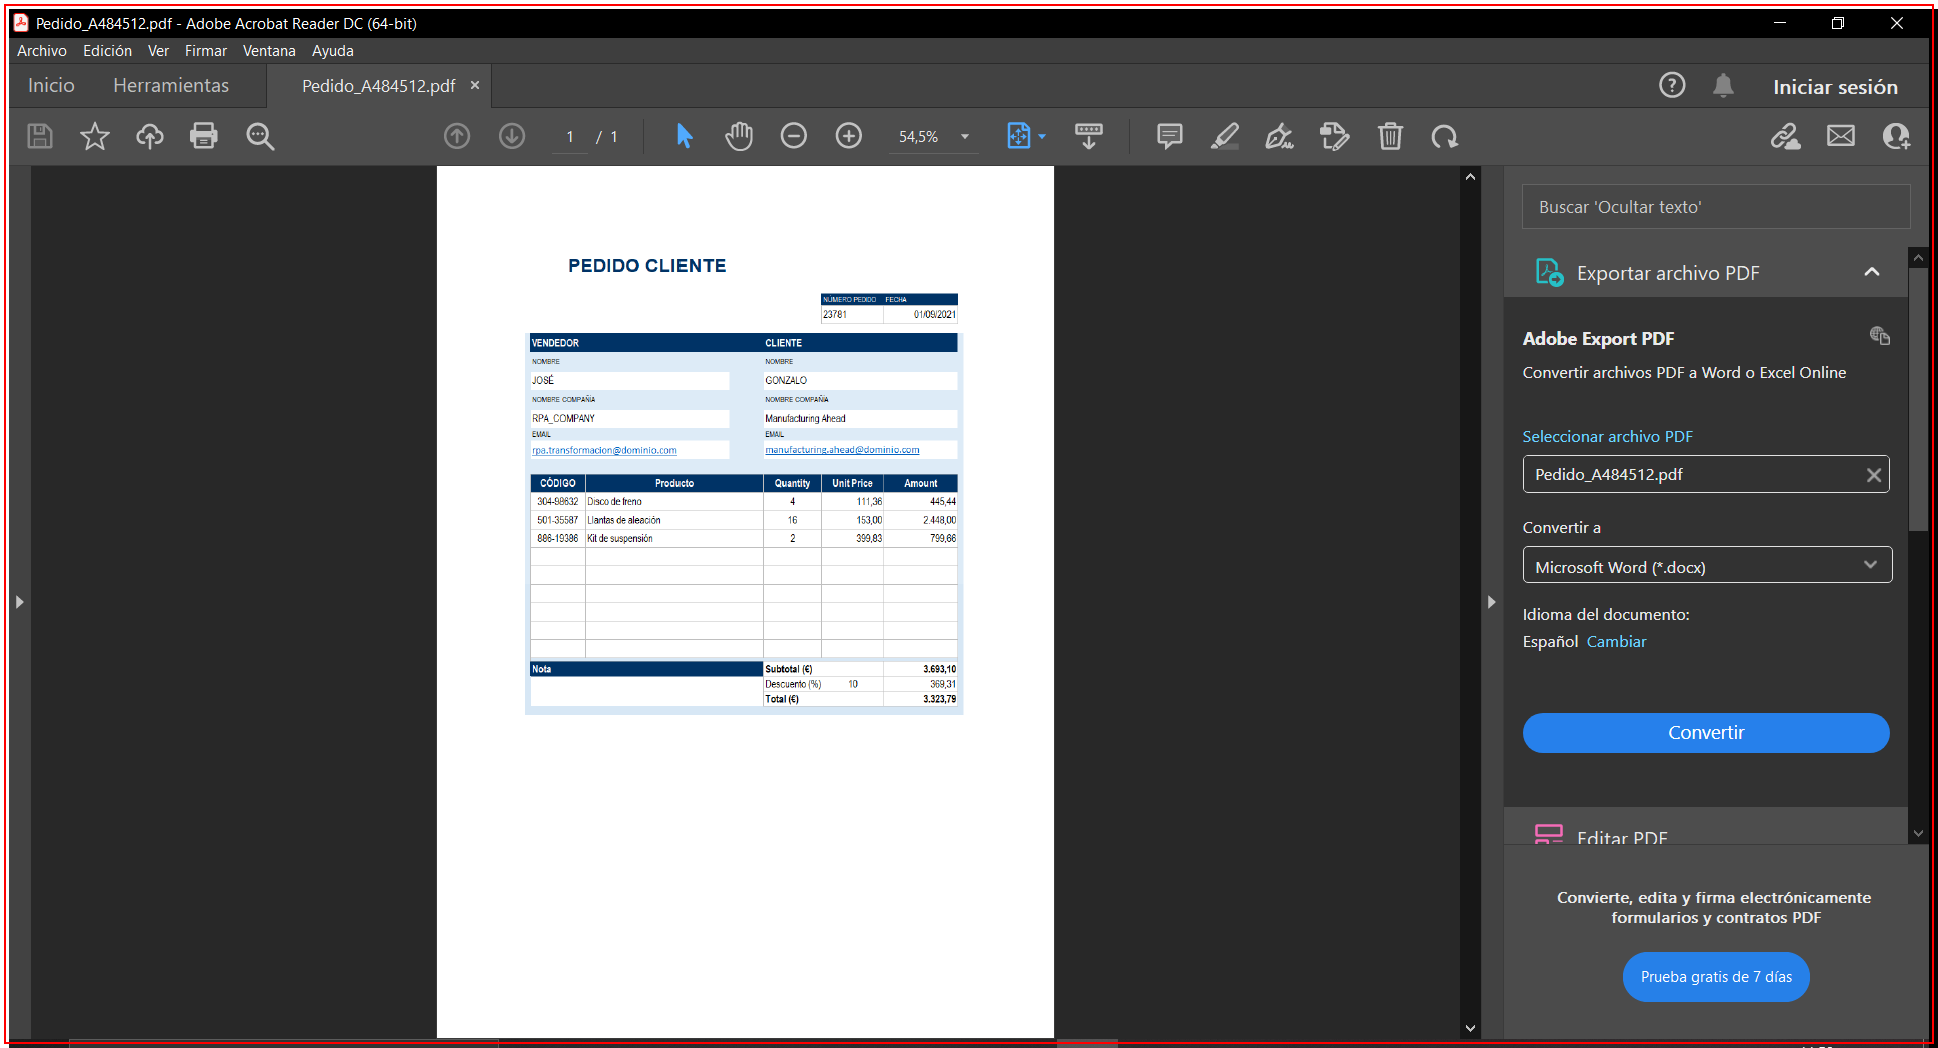 Pedido_A484512.pdf - Adobe Acrobat Reader DC (64-bit)
Archivo Edición Ver Firmar Ventana Ayuda
Inicio Herramientas Pedido_A484512.pdf × Iniciar sesión
1 / 1 54,5%
PEDIDO CLIENTE
NÚMERO PEDIDO FECHA
23781 01/09/2021
VENDEDOR CLIENTE
NOMBRE NOMBRE
JOSÉ GONZALO
NOMBRE COMPAÑÍA NOMBRE COMPAÑÍA
RPA_COMPANY Manufacturing Ahead
EMAIL EMAIL
rpa.transformacion@dominio.com manufacturing.ahead@dominio.com
CÓDIGO Producto Quantity Unit Price Amount
304-98632 Disco de freno 4 111,36 445,44
501-35587 Llantas de aleación 16 153,00 2.448,00
886-19386 Kit de suspensión 2 399,83 799,66
Nota Subtotal (€) 3.693,10
Descuento (%) 10 369,31
Total (€) 3.323,79
Buscar 'Ocultar texto'
Exportar archivo PDF
Adobe Export PDF
Convertir archivos PDF a Word o Excel Online
Seleccionar archivo PDF
Pedido_A484512.pdf
Convertir a
Microsoft Word (*.docx)
Idioma del documento:
Español Cambiar
Convertir
Editar PDF
Convierte, edita y firma electrónicamente
formularios y contratos PDF
Prueba gratis de 7 días